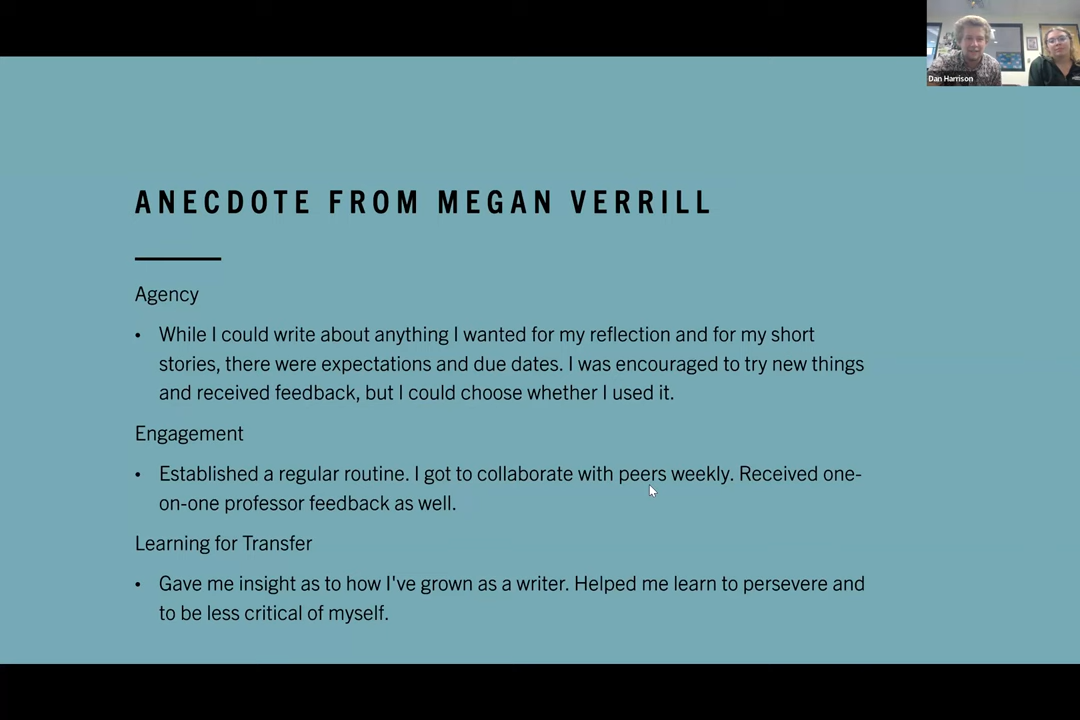 Dan Harrison
ANECDOTE FROM MEGAN VERRILL
Agency
• While I could write about anything I wanted for my reflection and for my short
stories, there were expectations and due dates. I was encouraged to try new things
and received feedback, but I could choose whether I used it.
Engagement
• Established a regular routine. I got to collaborate with peers weekly. Received one-
on-one professor feedback as well.
Learning for Transfer
• Gave me insight as to how I've grown as a writer. Helped me learn to persevere and
to be less critical of myself.